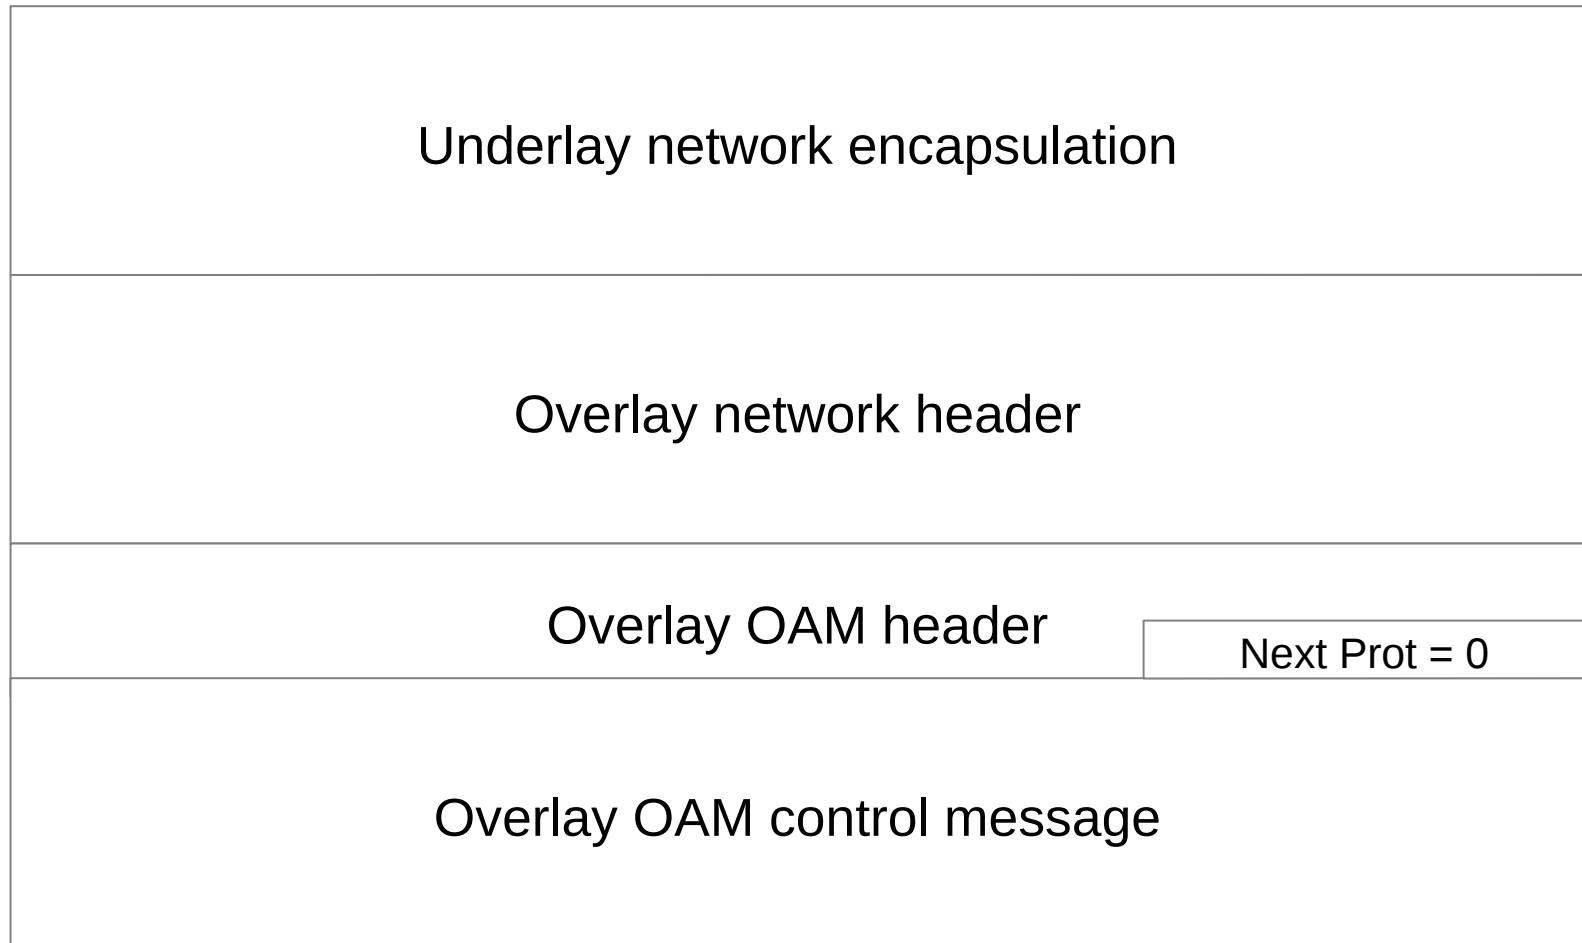 Underlay network encapsulation
Overlay network header
Overlay OAM header
Next Prot = 0
Overlay OAM control message